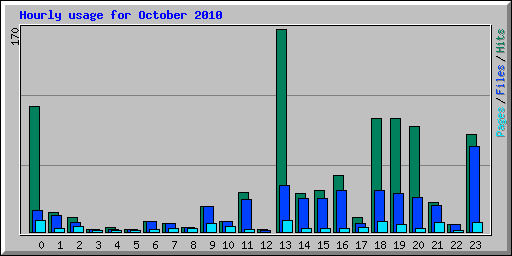 Hourly usage for October 2010
170
Pages/Files/Hits
0 1 2 3 4 5 6 7 8 9 10 11 12 13 14 15 16 17 18 19 20 21 22 23